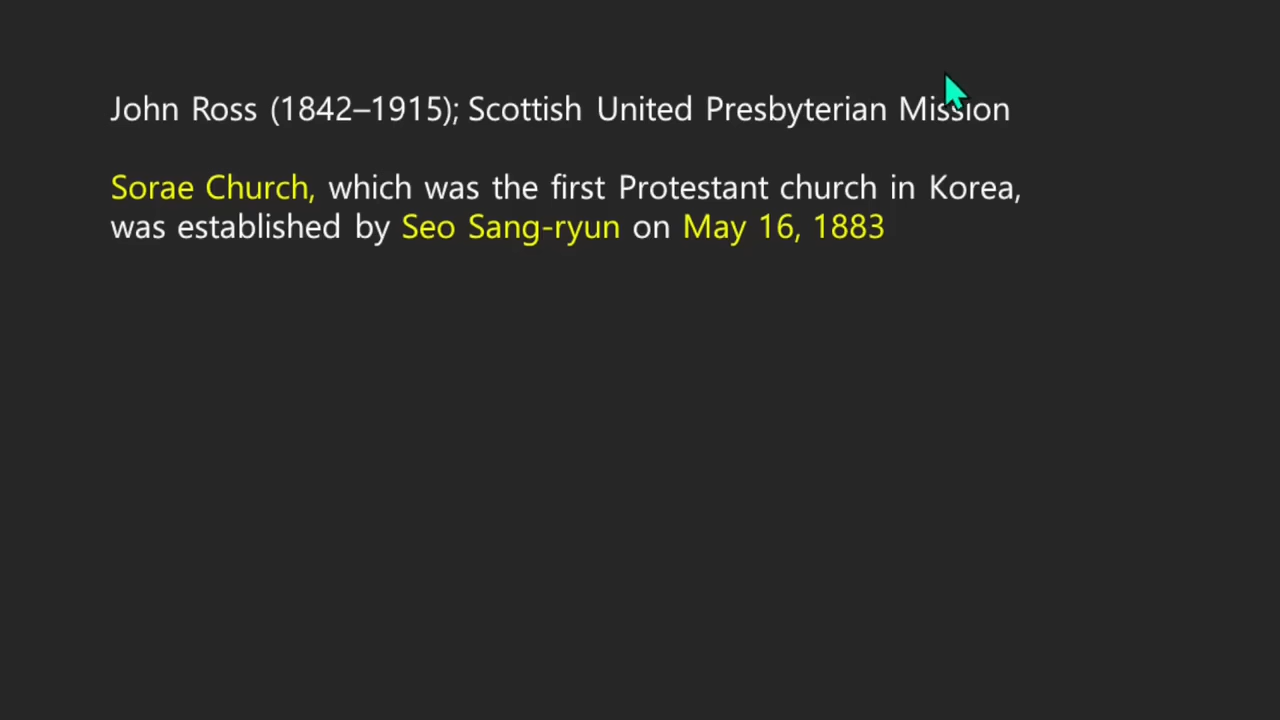 John Ross (1842–1915); Scottish United Presbyterian Mission
Sorae Church, which was the first Protestant church in Korea,
was established by Seo Sang-ryun on May 16, 1883